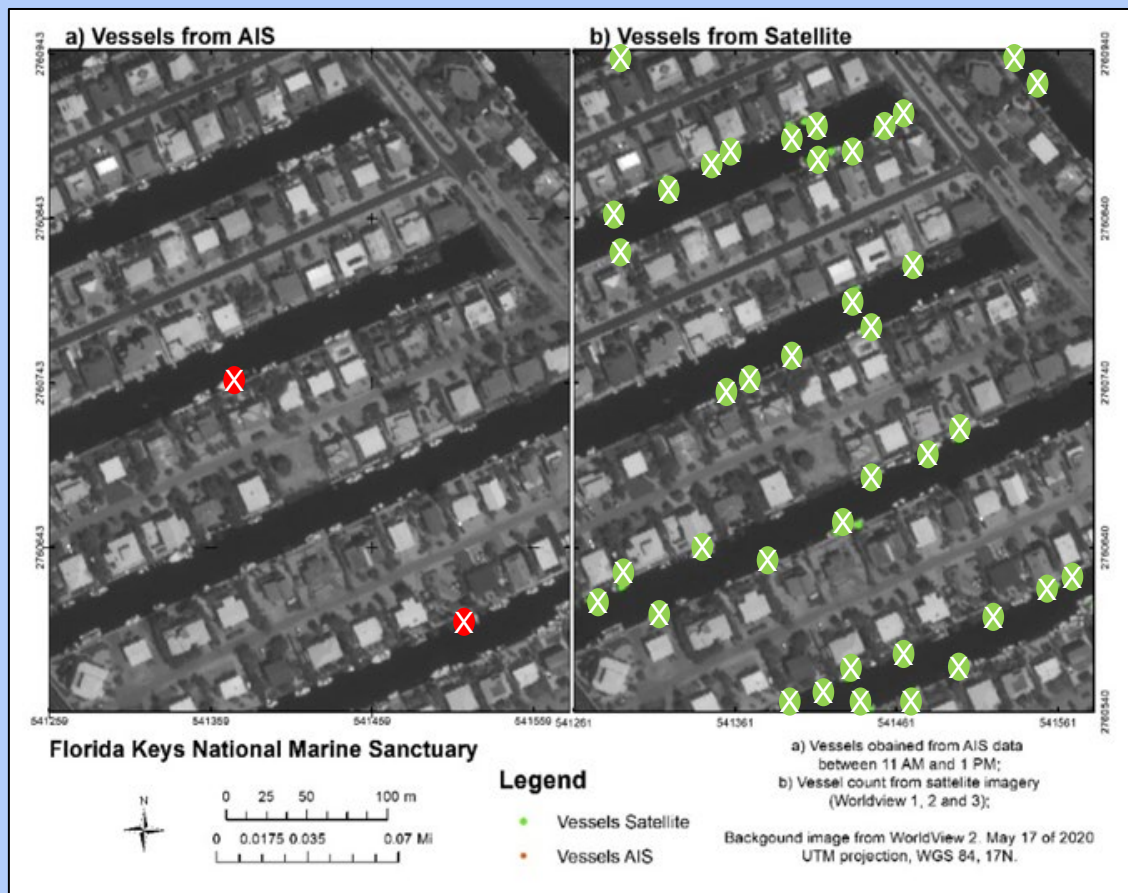 a) Vessels from AIS
b) Vessels from Satellite
2760943
2760843
2760743
2760643
2760940
2760840
2760740
2760640
2760540
541259 541359 541459 541559 541261 541361 541461 541561
Florida Keys National Marine Sanctuary
N
0 25 50 100 m
0 0.0175 0.035 0.07 Mi
Legend
Vessels Satellite
Vessels AIS
a) Vessels obained from AIS data
between 11 AM and 1 PM;
b) Vessel count from sattelite imagery
(Worldview 1, 2 and 3);
Backgound image from WorldView 2. May 17 of 2020
UTM projection, WGS 84, 17N.